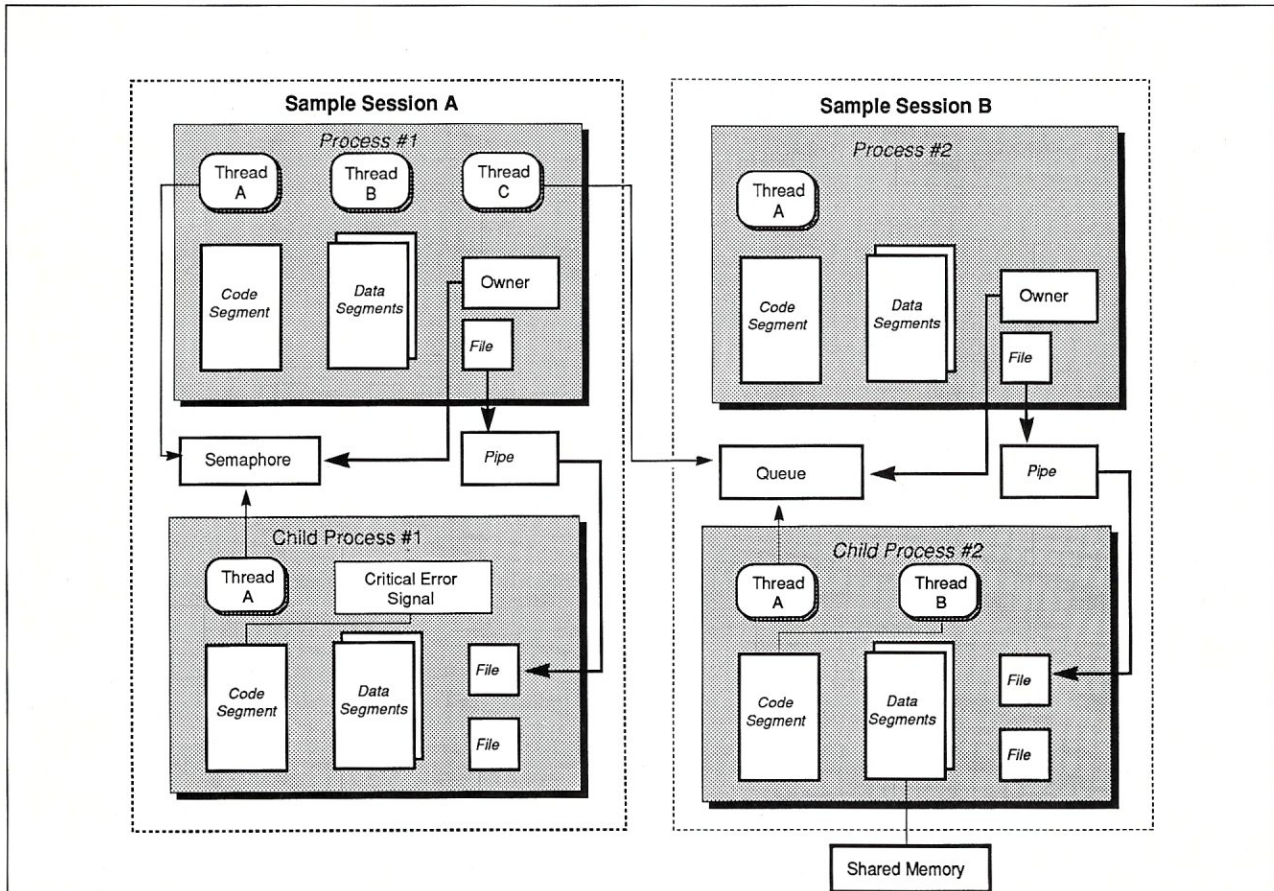 Sample Session A
Process #1
Thread
A
Thread
B
Thread
C
Code
Segment
Data
Segments
Owner
File
Semaphore
Pipe
Child Process #1
Thread
A
Critical Error
Signal
Code
Segment
Data
Segments
File
File
Sample Session B
Process #2
Thread
A
Code
Segment
Data
Segments
Owner
File
Queue
Pipe
Child Process #2
Thread
A
Thread
B
Code
Segment
Data
Segments
File
File
Shared Memory